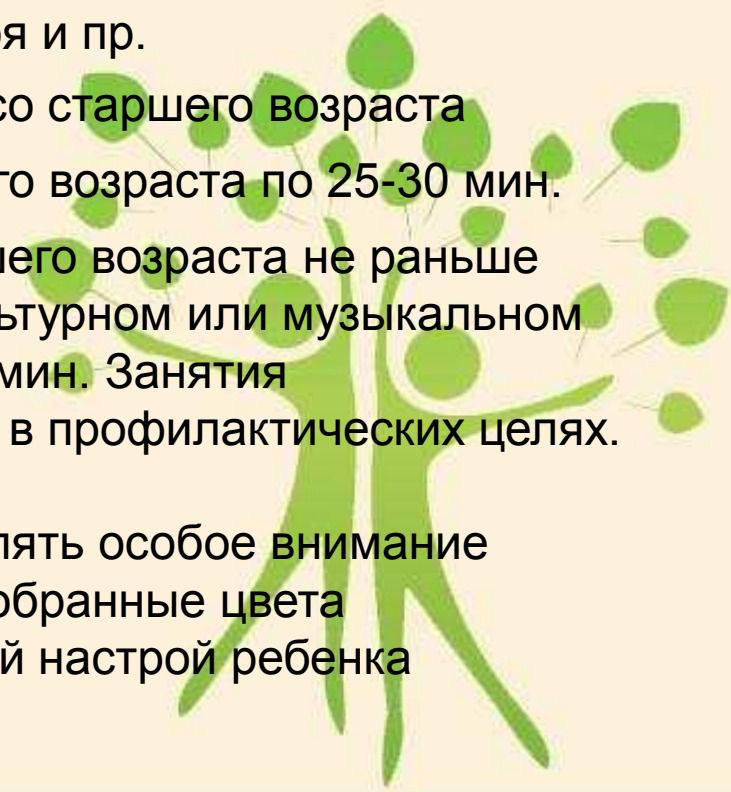 я и пр.
со старшего возраста
го возраста по 25-30 мин.
его возраста не раньше
ьтурном или музыкальном
мин. Занятия
в профилактических целях.
лять особое внимание
обранные цвета
й настрой ребенка